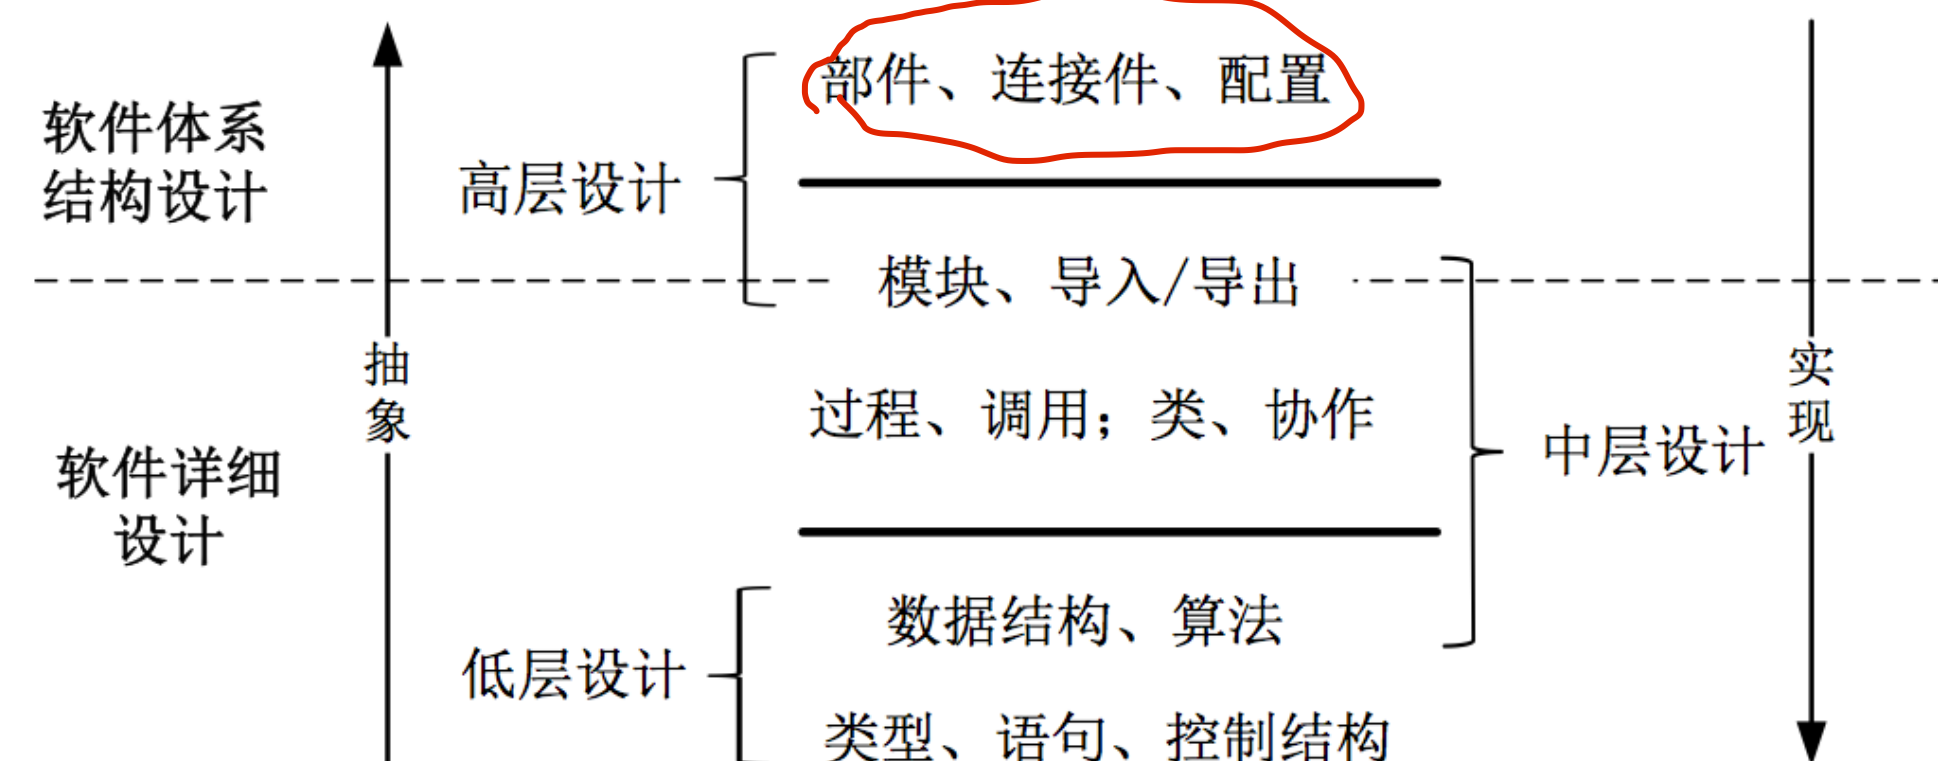 部件、连接件、配置
软件体系
结构设计
高层设计
模块、导入/导出
抽
象
实
现
过程、调用；类、协作
中层设计
软件详细
设计
数据结构、算法
低层设计
类型、语句、控制结构